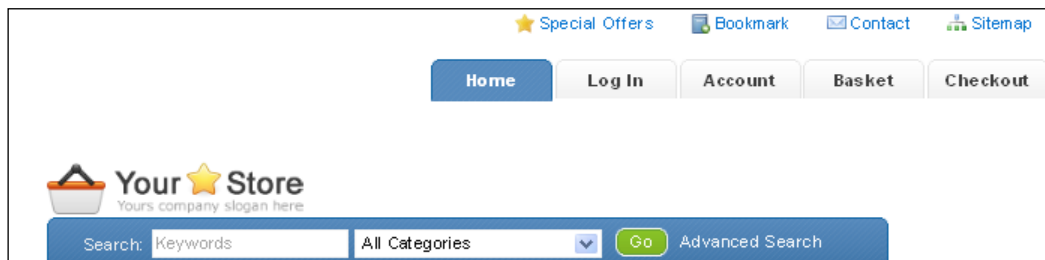 Special Offers Bookmark Contact Sitemap
Home Log In Account Basket Checkout
Your Store
Yours company slogan here
Search: Keywords All Categories Go Advanced Search